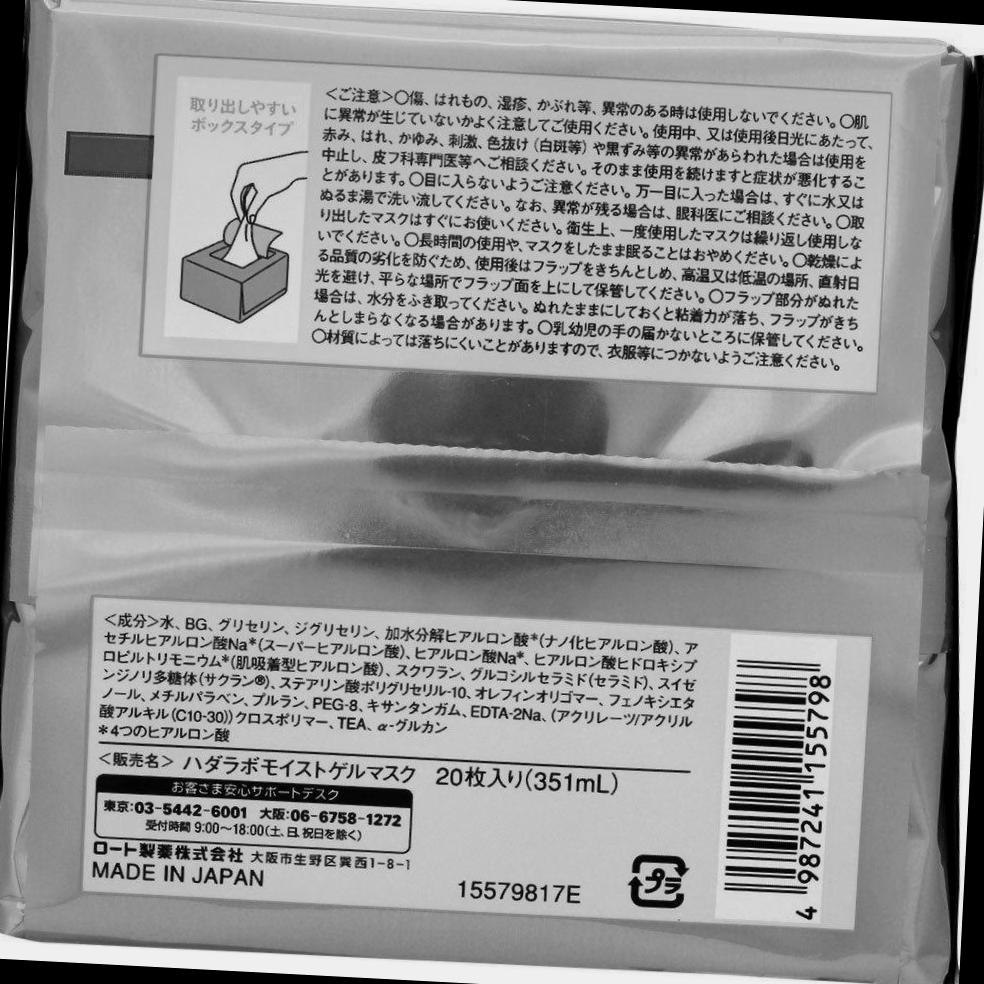 取り出しやすい
ボックスタイプ
＜ご注意＞○傷、はれもの、湿疹、かぶれ等、異常のある時は使用しないでください。○肌
に異常が生じていないかよく注意してご使用ください。使用中、又は使用後日光にあたって、
赤み、はれ、かゆみ、刺激、色抜け（白斑等）や黒ずみ等の異常があらわれた場合は使用を
中止し、皮フ科専門医等へご相談ください。そのまま使用を続けますと症状が悪化するこ
とがあります。○目に入らないようご注意ください。万一目に入った場合は、すぐに水又は
ぬるま湯で洗い流してください。なお、異常が残る場合は、眼科医にご相談ください。○取
り出したマスクはすぐにお使いください。衛生上、一度使用したマスクは繰り返し使用しな
いでください。○長時間の使用や、マスクをしたまま眠ることはおやめください。○乾燥によ
る品質の劣化を防ぐため、使用後はフラップをきちんとしめ、高温又は低温の場所、直射日
光を避け、平らな場所でフラップ面を上にして保管してください。○フラップ部分がぬれた
場合は、水分をふき取ってください。ぬれたままにしておくと粘着力が落ち、フラップがきち
んとしまらなくなる場合があります。○乳幼児の手の届かないところに保管してください。
○材質によっては落ちにくいことがありますので、衣服等につかないようご注意ください。
＜成分＞水、BG、グリセリン、ジグリセリン、加水分解ヒアルロン酸*（ナノ化ヒアルロン酸）、ア
セチルヒアルロン酸Na*（スーパーヒアルロン酸）、ヒアルロン酸Na*、ヒアルロン酸ヒドロキシプ
ロピルトリモニウム*（肌吸着型ヒアルロン酸）、スクワラン、グルコシルセラミド（セラミド）、スイゼ
ンジノリ多糖体（サクラン®）、ステアリン酸ポリグリセリル-10、オレフィンオリゴマー、フェノキシエタ
ノール、メチルパラベン、プルラン、PEG-8、キサンタンガム、EDTA-2Na、（アクリレーツ/アクリル
酸アルキル（C10-30））クロスポリマー、TEA、α-グルカン
＊4つのヒアルロン酸
＜販売名＞ ハダラボモイストゲルマスク 20枚入り（351mL）
お客さま安心サポートデスク
東京：03-5442-6001 大阪：06-6758-1272
受付時間 9:00〜18:00（土、日、祝日を除く）
ロート製薬株式会社 大阪市生野区巽西1-8-1
MADE IN JAPAN
15579817E
プラ
4 987241 155798